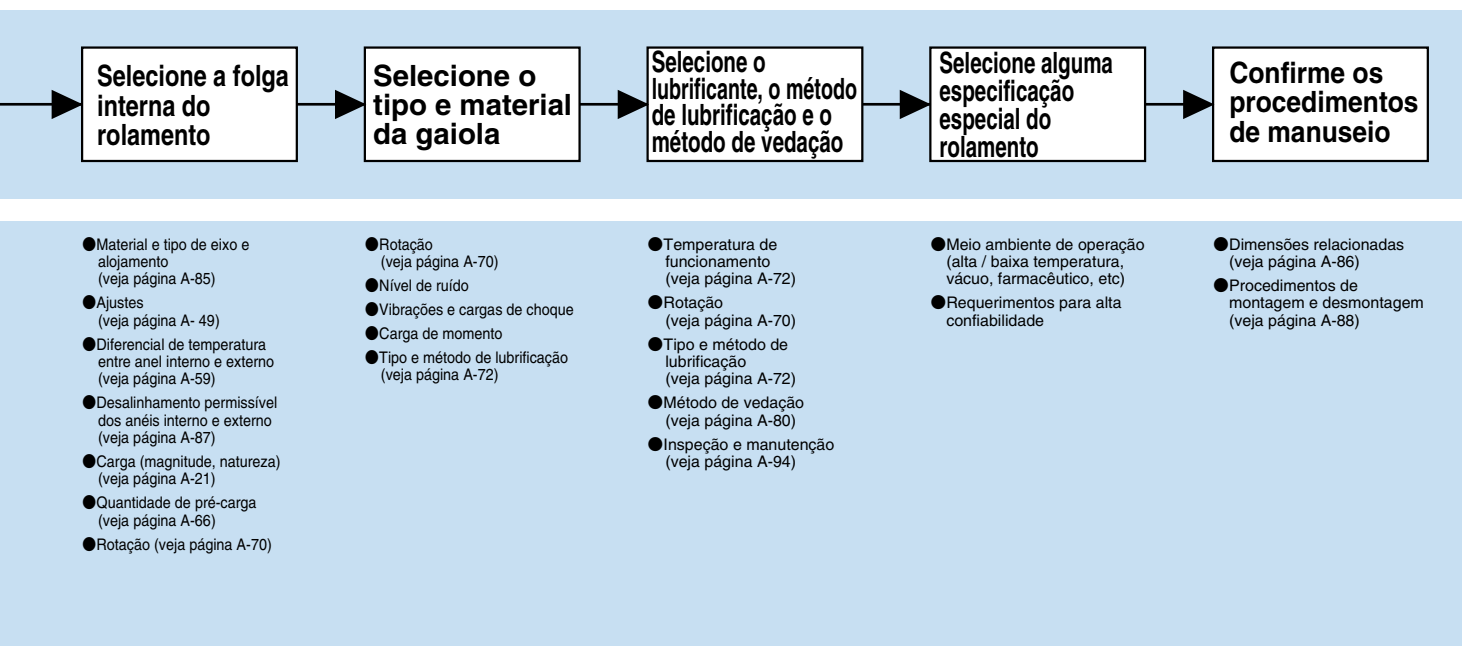 Selecione a folga
interna do
rolamento
Selecione o
tipo e material
da gaiola
Selecione o
lubrificante, o método
de lubrificação e o
método de vedação
Selecione alguma
especificação
especial do
rolamento
Confirme os
procedimentos
de manuseio
●Material e tipo de eixo e
alojamento
(veja página A-85)
●Ajustes
(veja página A- 49)
●Diferencial de temperatura
entre anel interno e externo
(veja página A-59)
●Desalinhamento permissível
dos anéis interno e externo
(veja página A-87)
●Carga (magnitude, natureza)
(veja página A-21)
●Quantidade de pré-carga
(veja página A-66)
●Rotação (veja página A-70)
●Rotação
(veja página A-70)
●Nível de ruído
●Vibrações e cargas de choque
●Carga de momento
●Tipo e método de lubrificação
(veja página A-72)
●Temperatura de
funcionamento
(veja página A-72)
●Rotação
(veja página A-70)
●Tipo e método de
lubrificação
(veja página A-72)
●Método de vedação
(veja página A-80)
●Inspeção e manutenção
(veja página A-94)
●Meio ambiente de operação
(alta / baixa temperatura,
vácuo, farmacêutico, etc)
●Requerimentos para alta
confiabilidade
●Dimensões relacionadas
(veja página A-86)
●Procedimentos de
montagem e desmontagem
(veja página A-88)